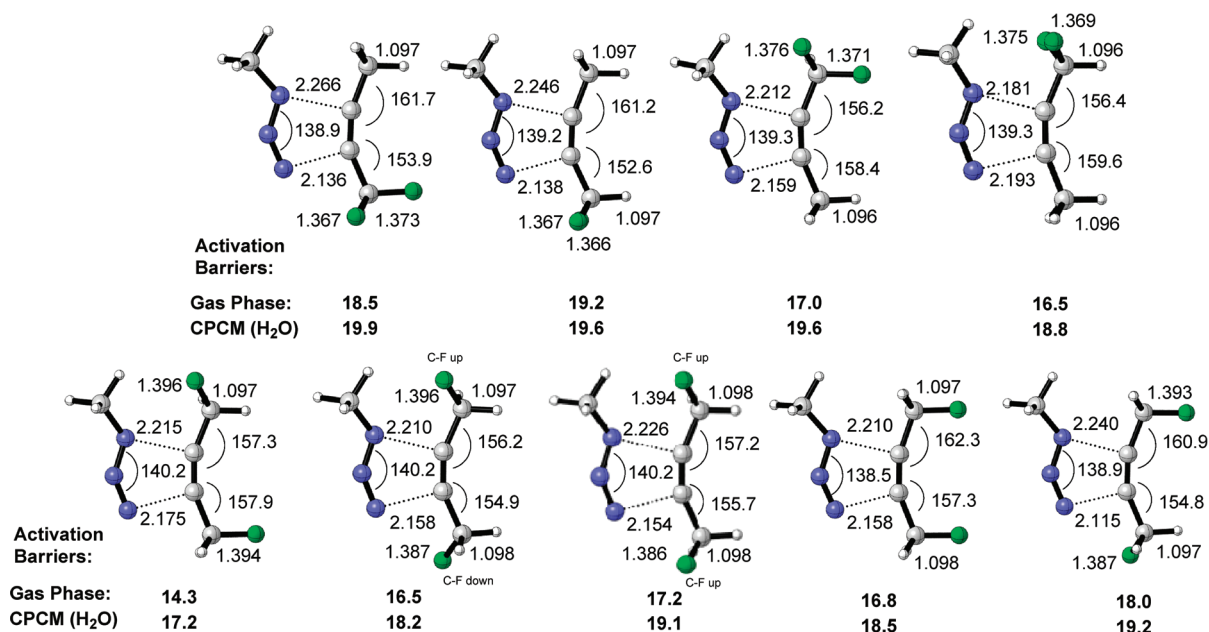 1.369
1.376 1.371 1.375 1.096
1.097 1.097
2.266 2.246 2.212 2.181
161.7 161.2 156.2 156.4
138.9 139.2 139.3 139.3
153.9 152.6 158.4 159.6
2.136 2.138 2.159 2.193
1.367 1.373 1.367 1.097 1.096 1.096
1.366
Activation
Barriers:
Gas Phase: 18.5 19.2 17.0 16.5
CPCM (H₂O) 19.9 19.6 19.6 18.8
C-F up C-F up
1.396 1.097 1.396 1.097 1.394 1.098 1.097 1.393
2.215 2.210 2.226 2.210 2.240
157.3 156.2 157.2 162.3 160.9
140.2 140.2 140.2 138.5 138.9
157.9 154.9 155.7 157.3 154.8
2.175 2.158 2.154 2.158 2.115
1.394 1.387 1.098 1.386 1.098 1.098 1.387 1.097
C-F down C-F up
Activation
Barriers:
Gas Phase: 14.3 16.5 17.2 16.8 18.0
CPCM (H₂O) 17.2 18.2 19.1 18.5 19.2